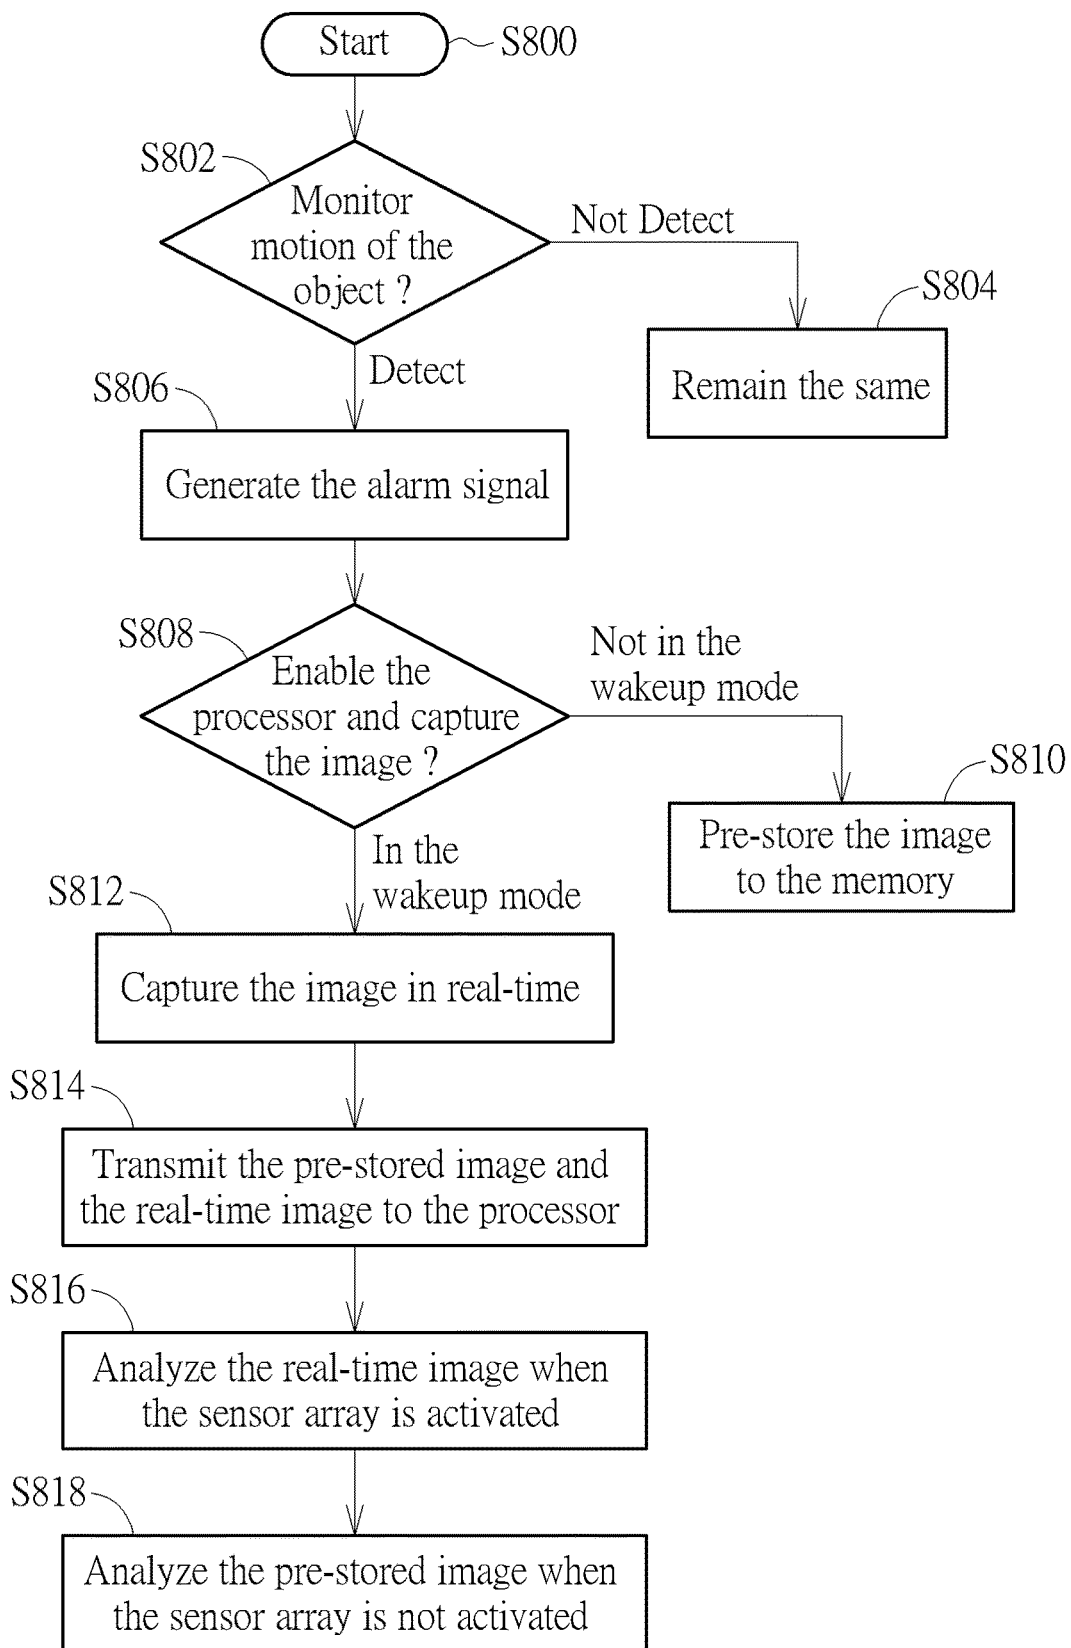 Start
S800
S802
Monitor
motion of the
object ?
Not Detect
S804
Remain the same
Detect
S806
Generate the alarm signal
S808
Enable the
processor and capture
the image ?
Not in the
wakeup mode
S810
Pre-store the image
to the memory
In the
wakeup mode
S812
Capture the image in real-time
S814
Transmit the pre-stored image and
the real-time image to the processor
S816
Analyze the real-time image when
the sensor array is activated
S818
Analyze the pre-stored image when
the sensor array is not activated